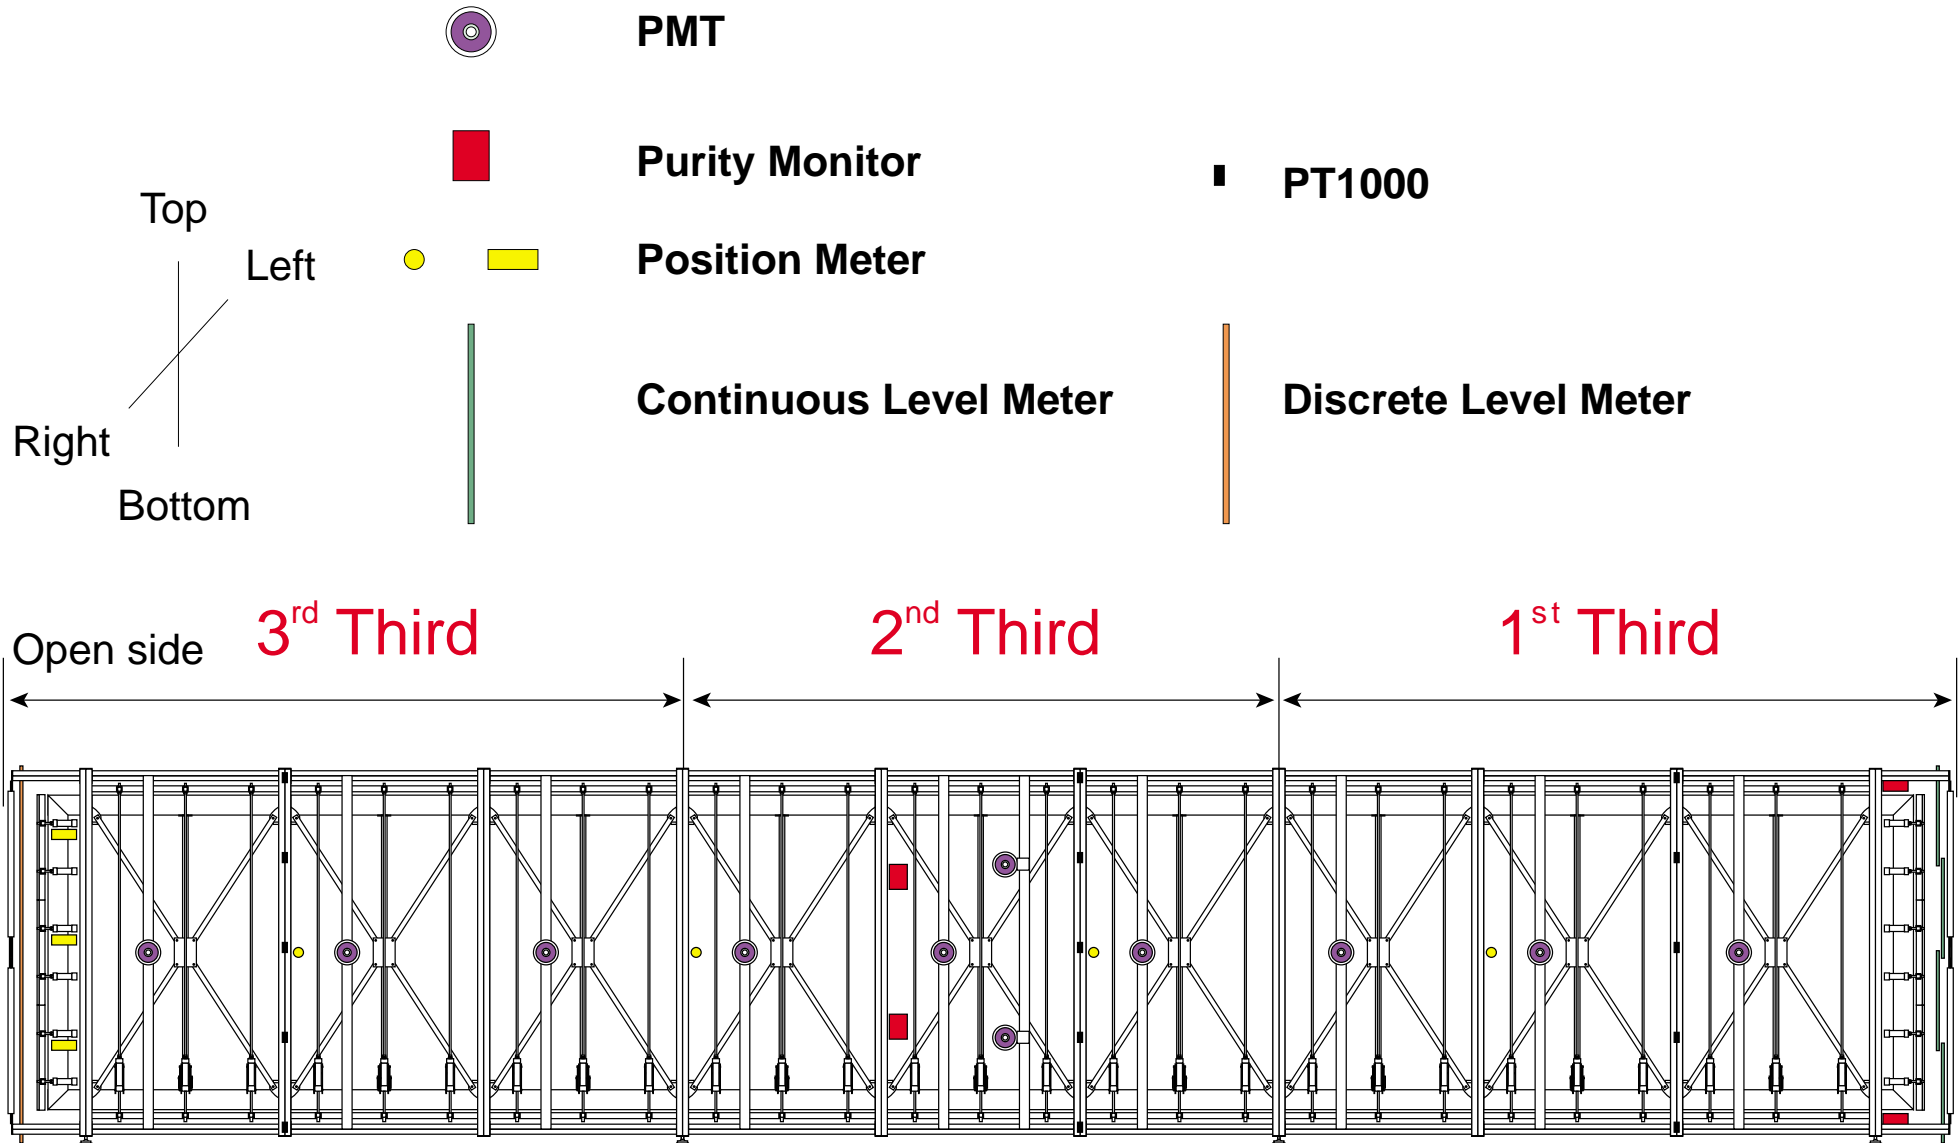 PMT
Purity Monitor
PT1000
Top
Left
Position Meter
Continuous Level Meter
Discrete Level Meter
Right
Bottom
Open side
3rd Third
2nd Third
1st Third